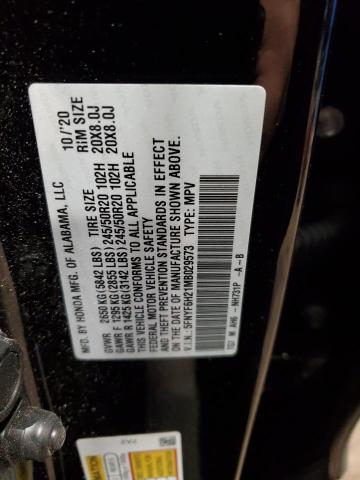 MFD. BY HONDA MFG. OF ALABAMA, LLC 10/'20
TIRE SIZE RIM SIZE
GVWR 2650 KG(5842 LBS)
GAWR F 1295 KG(2855 LBS) 245/50R20 102H 20X8.0J
GAWR R 1425 KG(3142 LBS) 245/50R20 102H 20X8.0J
THIS VEHICLE CONFORMS TO ALL APPLICABLE
FEDERAL MOTOR VEHICLE SAFETY
AND THEFT PREVENTION STANDARDS IN EFFECT
ON THE DATE OF MANUFACTURE SHOWN ABOVE.
V.I.N.: 5FNYF6H21MB029573 TYPE: MPV
TG7 M AH6 - NH731P -A-B